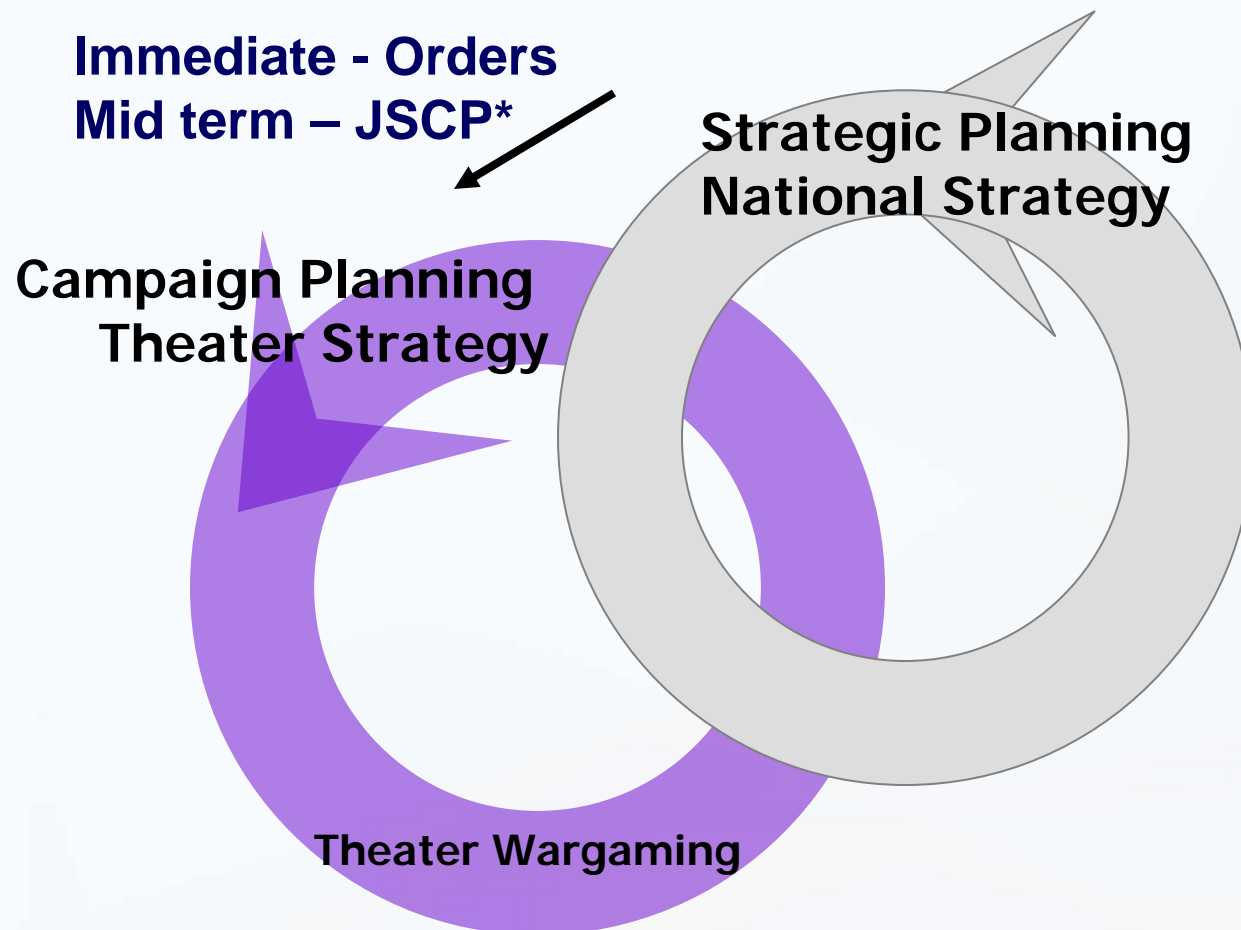 Immediate - Orders
Mid term – JSCP*
Strategic Planning
National Strategy
Campaign Planning
Theater Strategy
Theater Wargaming